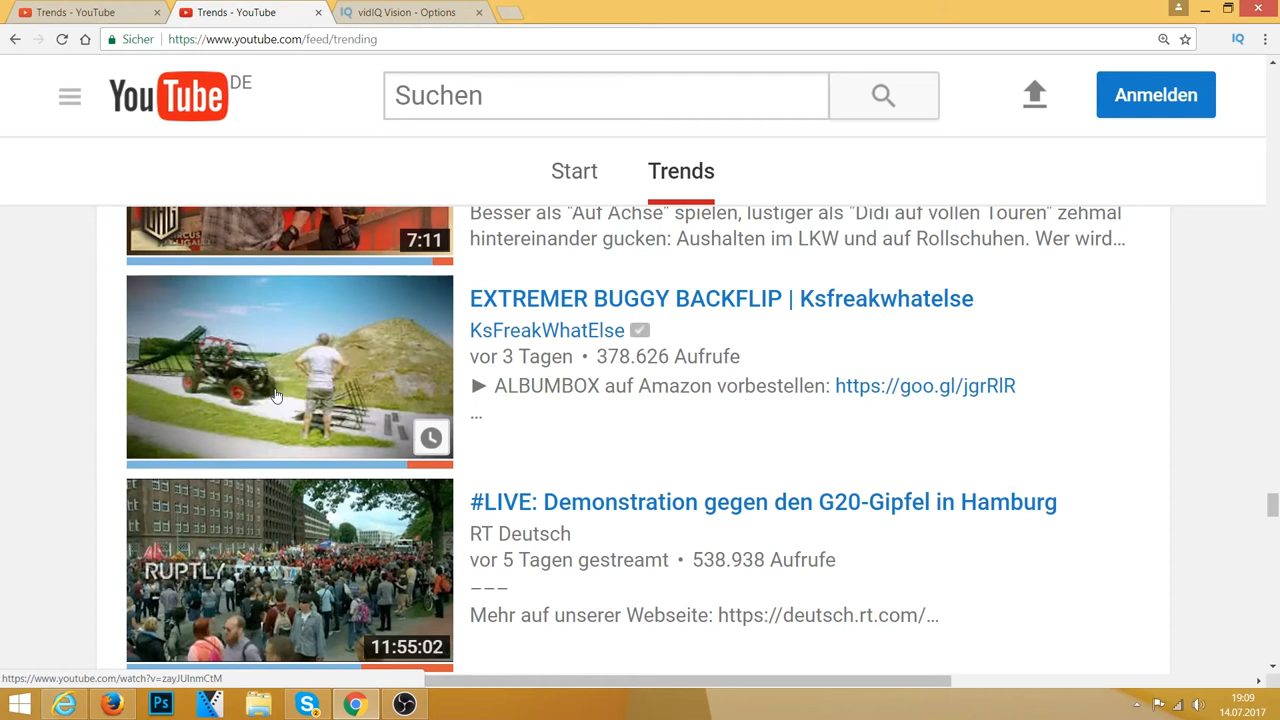 Trends - YouTube
Trends - YouTube
vidIQ Vision - Options
Sicher https://www.youtube.com/feed/trending
IQ
YouTube DE
Suchen
Anmelden
Start
Trends
7:11
Besser als "Auf Achse" spielen, lustiger als "Didi auf vollen Touren" zehmal
hintereinander gucken: Aushalten im LKW und auf Rollschuhen. Wer wird...
EXTREMER BUGGY BACKFLIP | Ksfreakwhatelse
KsFreakWhatElse
vor 3 Tagen • 378.626 Aufrufe
► ALBUMBOX auf Amazon vorbestellen: https://goo.gl/jgrRlR
...
#LIVE: Demonstration gegen den G20-Gipfel in Hamburg
RT Deutsch
vor 5 Tagen gestreamt • 538.938 Aufrufe
–––
Mehr auf unserer Webseite: https://deutsch.rt.com/...
RUPTLY
11:55:02
https://www.youtube.com/watch?v=zayJUInmCtM
Ps
19:09
14.07.2017